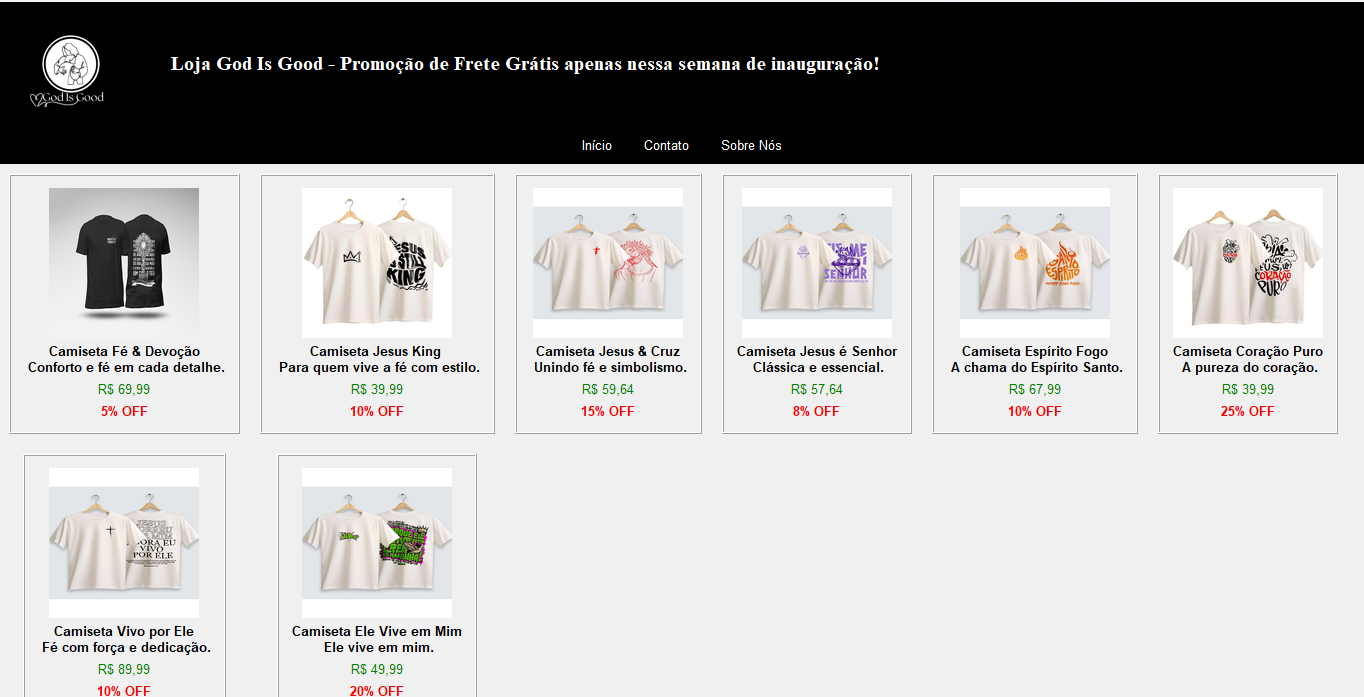 God Is Good
Loja God Is Good - Promoção de Frete Grátis apenas nessa semana de inauguração!
Início Contato Sobre Nós
JESUS
STILL
KING
SENHOR
SANTO
ESPÍRITO
CORAÇÃO
PURO
Camiseta Fé & Devoção
Conforto e fé em cada detalhe.
R$ 69,99
5% OFF
Camiseta Jesus King
Para quem vive a fé com estilo.
R$ 39,99
10% OFF
Camiseta Jesus & Cruz
Unindo fé e simbolismo.
R$ 59,64
15% OFF
Camiseta Jesus é Senhor
Clássica e essencial.
R$ 57,64
8% OFF
Camiseta Espírito Fogo
A chama do Espírito Santo.
R$ 67,99
10% OFF
Camiseta Coração Puro
A pureza do coração.
R$ 39,99
25% OFF
JESUS
MIM
EU
VIVO
POR ELE
Camiseta Vivo por Ele
Fé com força e dedicação.
R$ 89,99
10% OFF
Camiseta Ele Vive em Mim
Ele vive em mim.
R$ 49,99
20% OFF